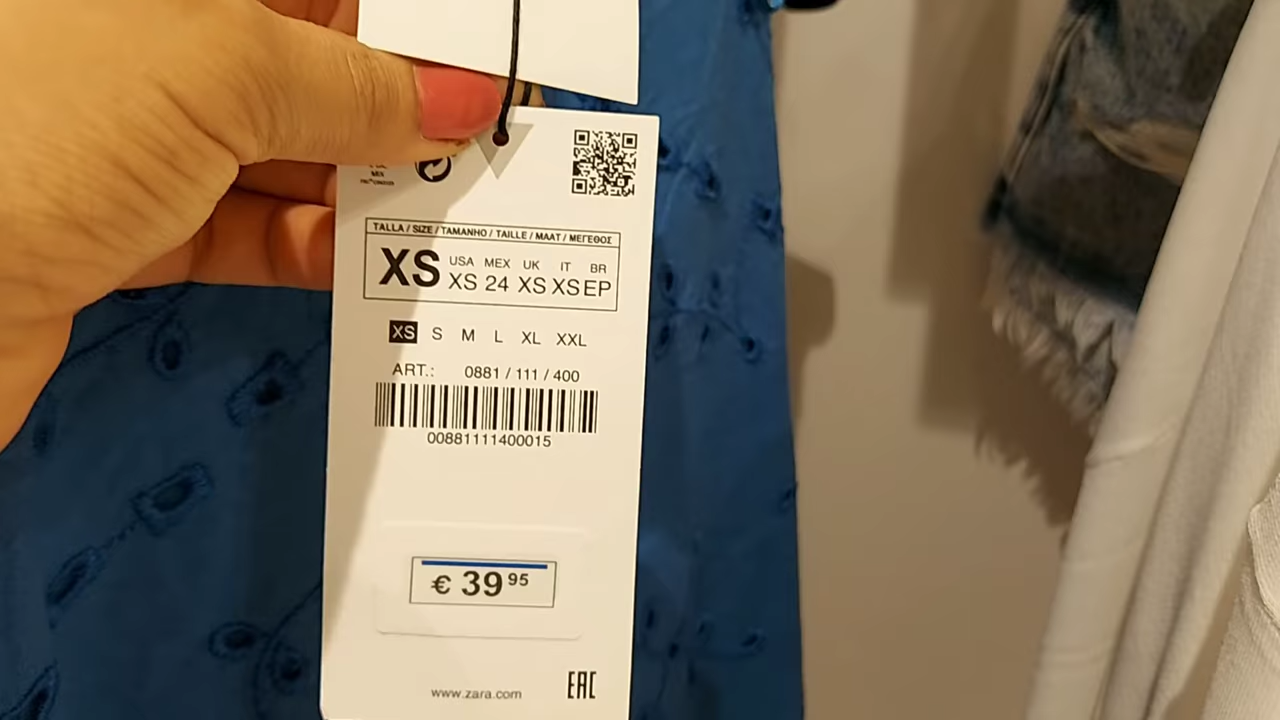 MIX
TALLA / SIZE / TAMANHO / TAILLE / MAAT / ΜΕΓΕΘΟΣ
XS
USA MEX UK IT BR
XS 24 XS XS EP
XS S M L XL XXL
ART.: 0881 / 111 / 400
00881111400015
€ 39 95
www.zara.com
EAC